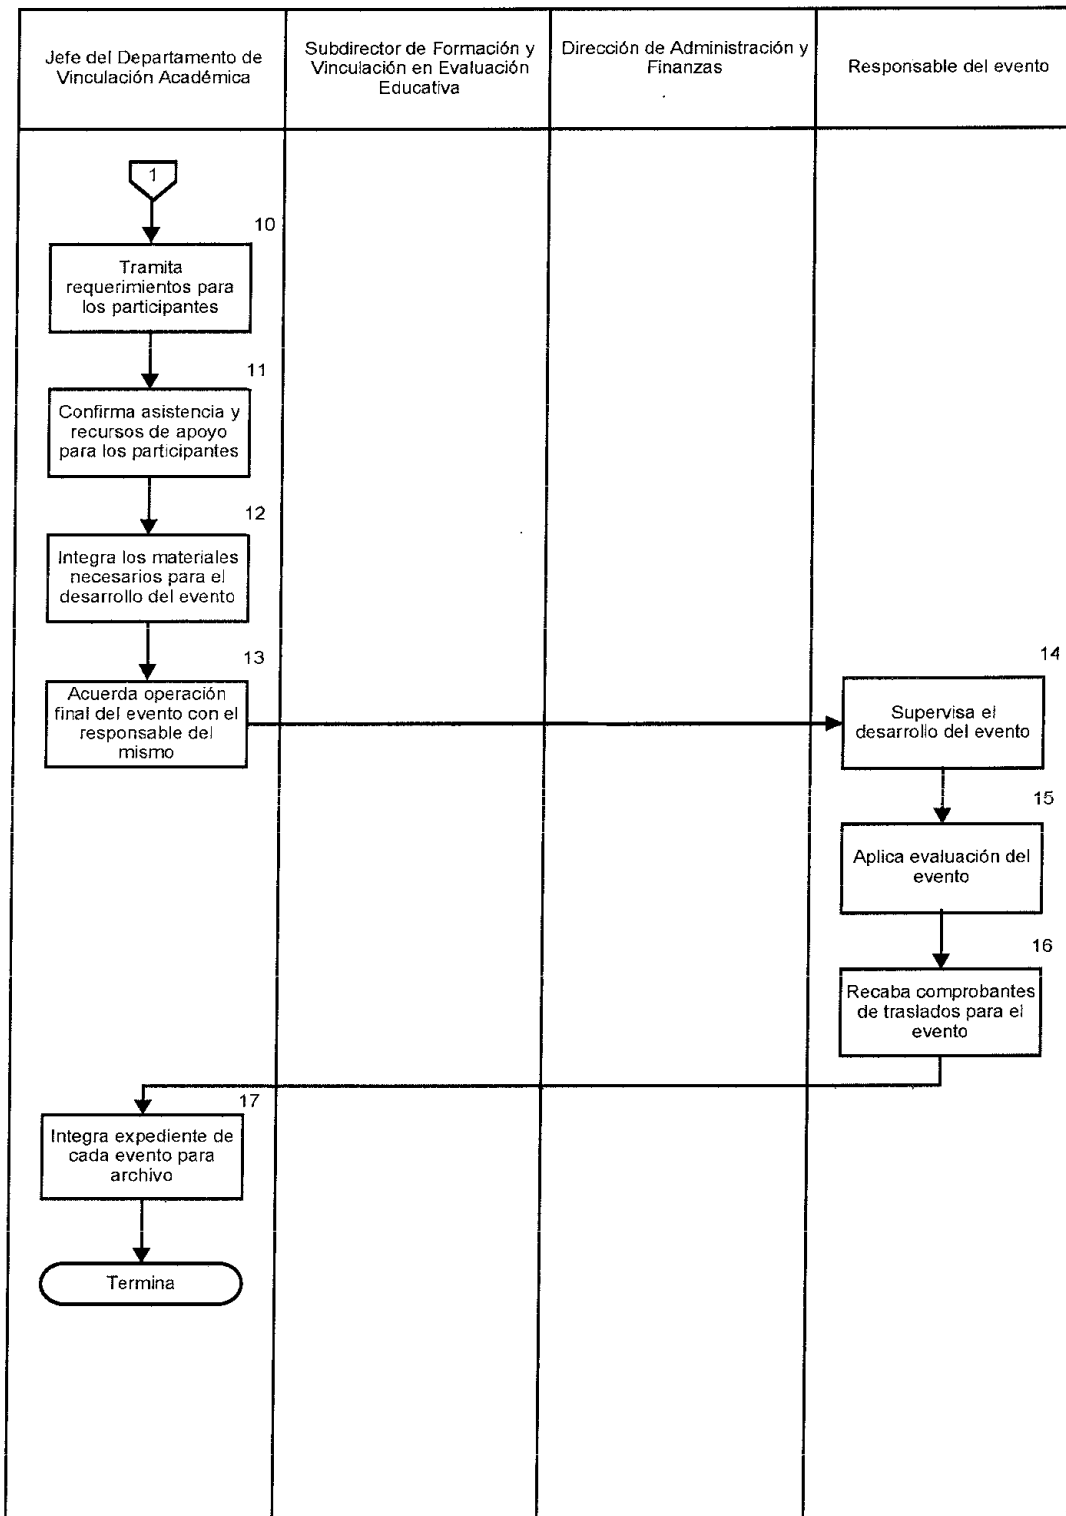 Jefe del Departamento de
Vinculación Académica
Subdirector de Formación y
Vinculación en Evaluación
Educativa
Dirección de Administración y
Finanzas
Responsable del evento
1
10
Tramita
requerimientos para
los participantes
11
Confirma asistencia y
recursos de apoyo
para los participantes
12
Integra los materiales
necesarios para el
desarrollo del evento
13
Acuerda operación
final del evento con el
responsable del
mismo
14
Supervisa el
desarrollo del evento
15
Aplica evaluación del
evento
16
Recaba comprobantes
de traslados para el
evento
17
Integra expediente de
cada evento para
archivo
Termina